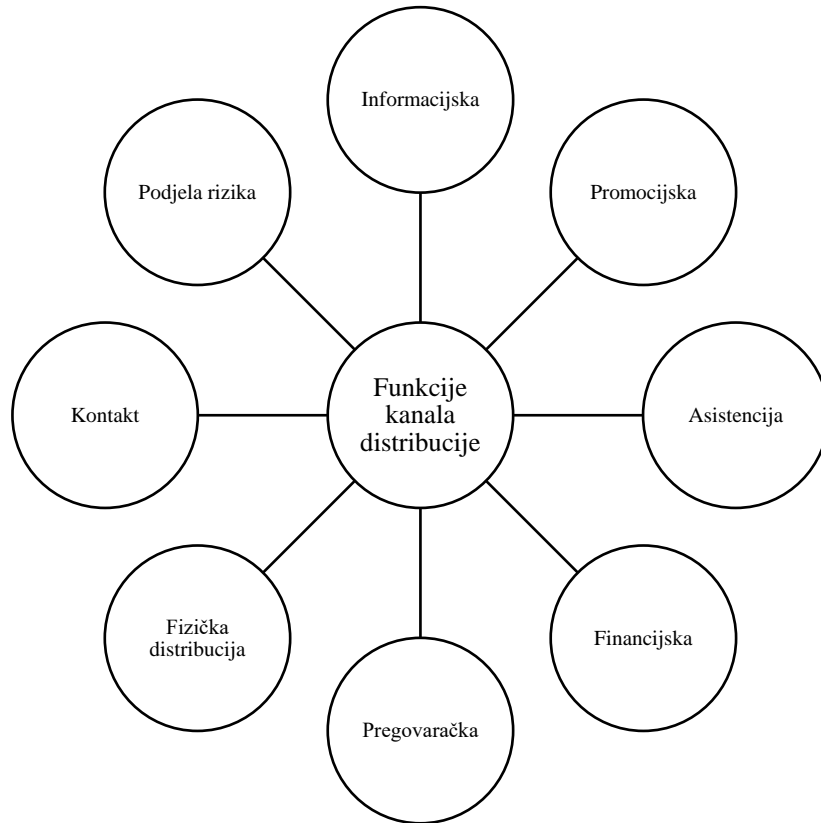 Informacijska
Podjela rizika
Promocijska
Kontakt
Funkcije
kanala
distribucije
Asistencija
Fizička
distribucija
Financijska
Pregovaračka